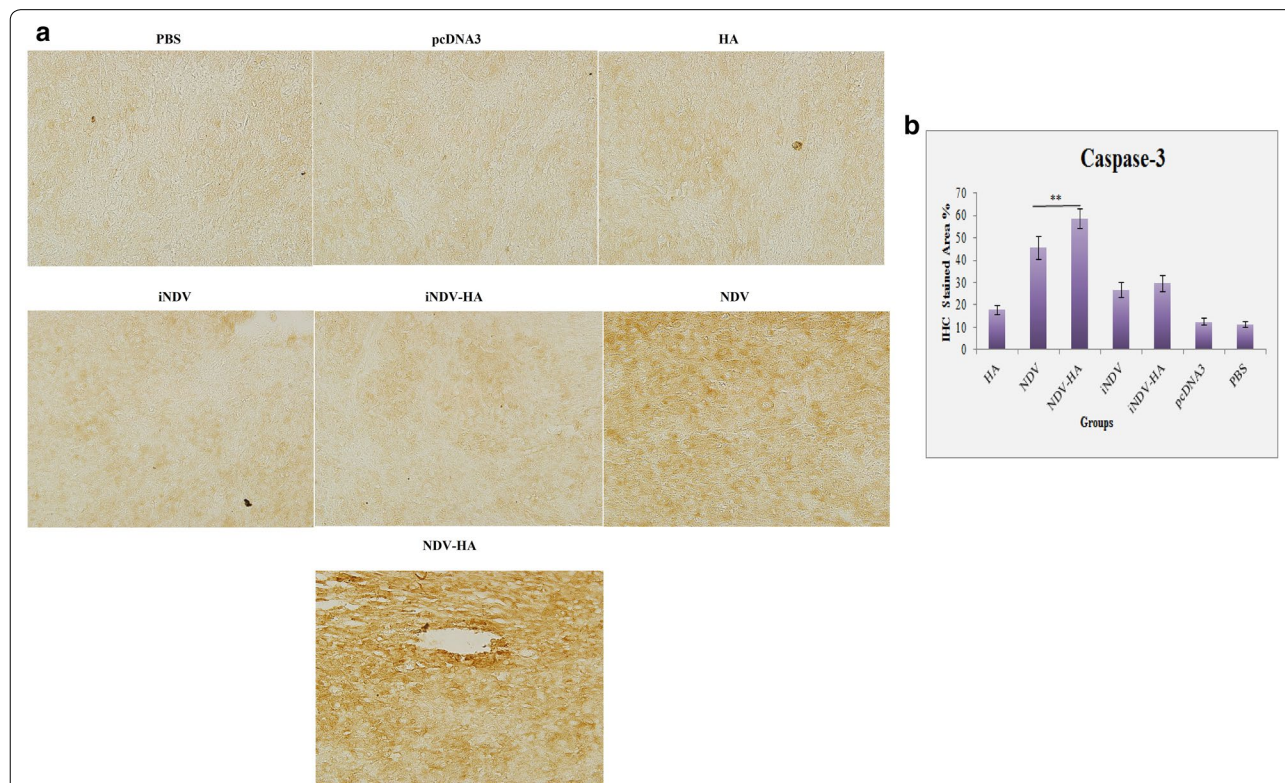 a
PBS pcDNA3 HA
iNDV iNDV-HA NDV
NDV-HA
b
Caspase-3
IHC Stained Area %
70
60
50
40
30
20
10
0
**
HA NDV NDV-HA iNDV iNDV-HA pcDNA3 PBS
Groups